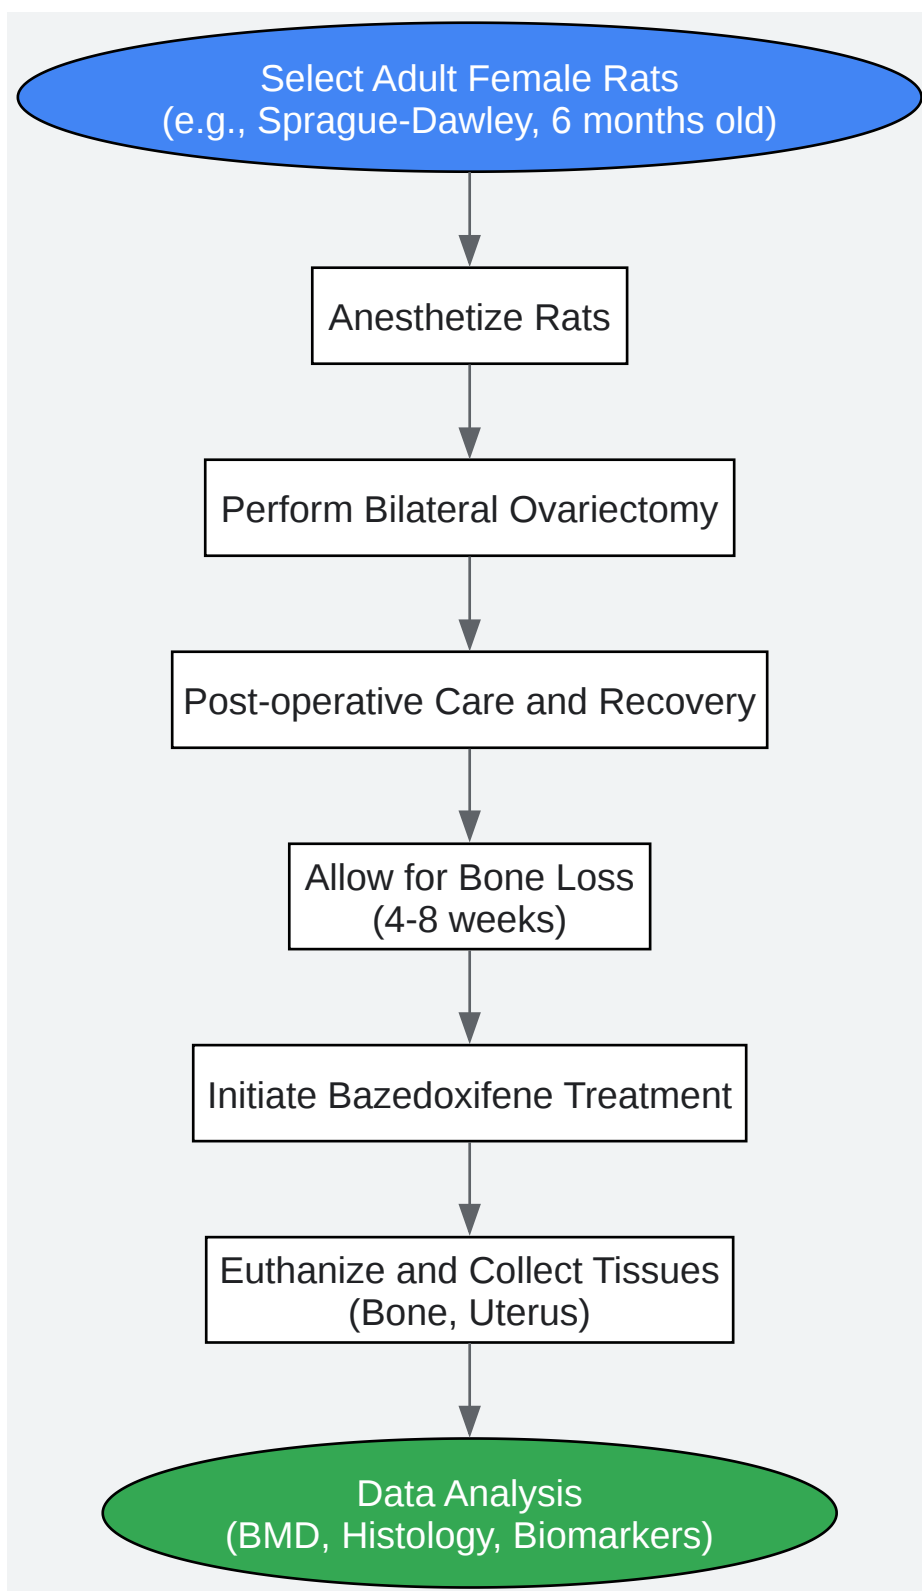 Select Adult Female Rats
(e.g., Sprague-Dawley, 6 months old)
Anesthetize Rats
Perform Bilateral Ovariectomy
Post-operative Care and Recovery
Allow for Bone Loss
(4-8 weeks)
Initiate Bazedoxifene Treatment
Euthanize and Collect Tissues
(Bone, Uterus)
Data Analysis
(BMD, Histology, Biomarkers)